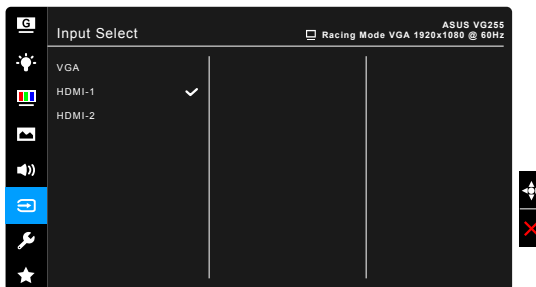 G
Input Select
ASUS VG255
Racing Mode VGA 1920x1080 @ 60Hz
VGA
HDMI-1
HDMI-2